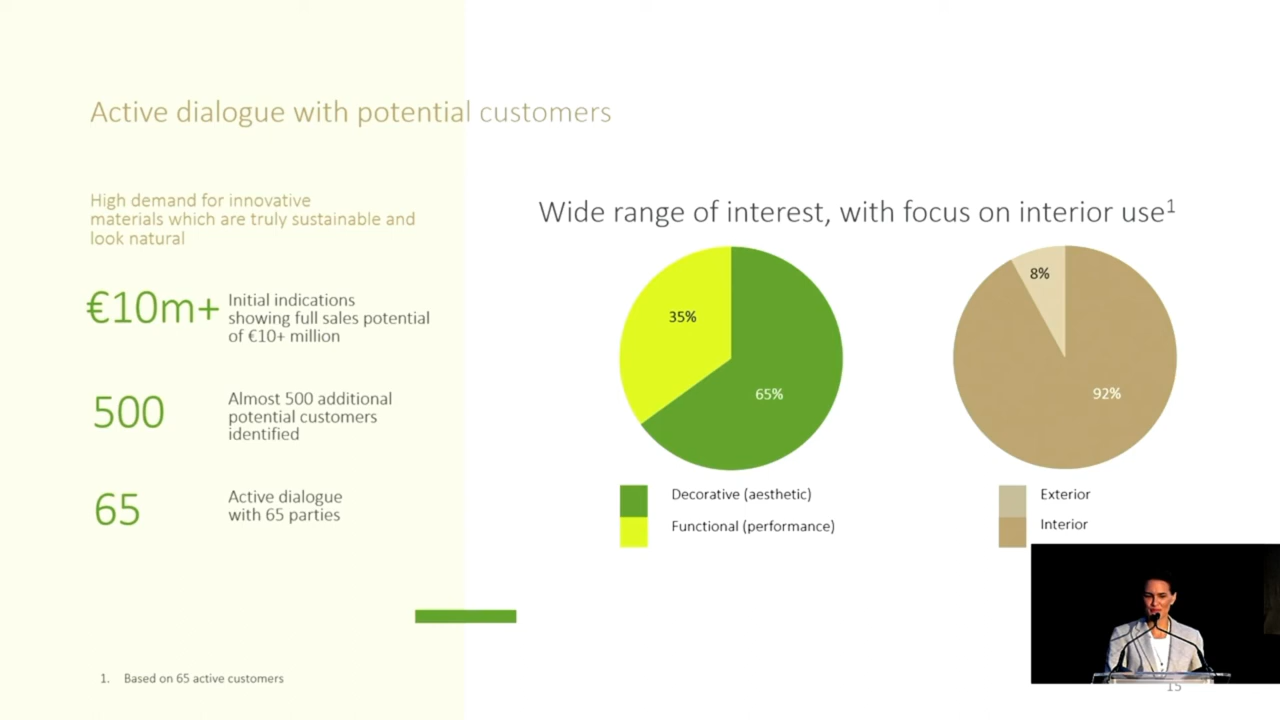 Active dialogue with potential customers
High demand for innovative
materials which are truly sustainable and
look natural
€10m+
Initial indications
showing full sales potential
of €10+ million
500
Almost 500 additional
potential customers
identified
65
Active dialogue
with 65 parties
Wide range of interest, with focus on interior use¹
35%
65%
Decorative (aesthetic)
Functional (performance)
8%
92%
Exterior
Interior
1. Based on 65 active customers
15